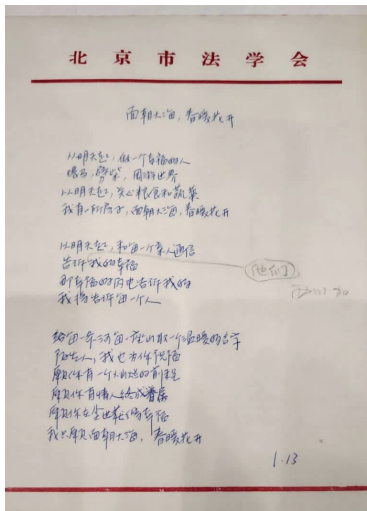 北京市法学会
面朝大海，春暖花开
从明天起，做一个幸福的人
喂马，劈柴，周游世界
从明天起，关心粮食和蔬菜
我有一所房子，面朝大海，春暖花开
从明天起，和每一个亲人通信
告诉我的幸福
他们
那幸福的闪电告诉我的
我将告诉每一个人
给每一条河每一座山取一个温暖的名字
陌生人，我也为你祝福
愿你有一个灿烂的前程
愿你有情人终成眷属
愿你在尘世获得幸福
我只愿面朝大海，春暖花开
1.13